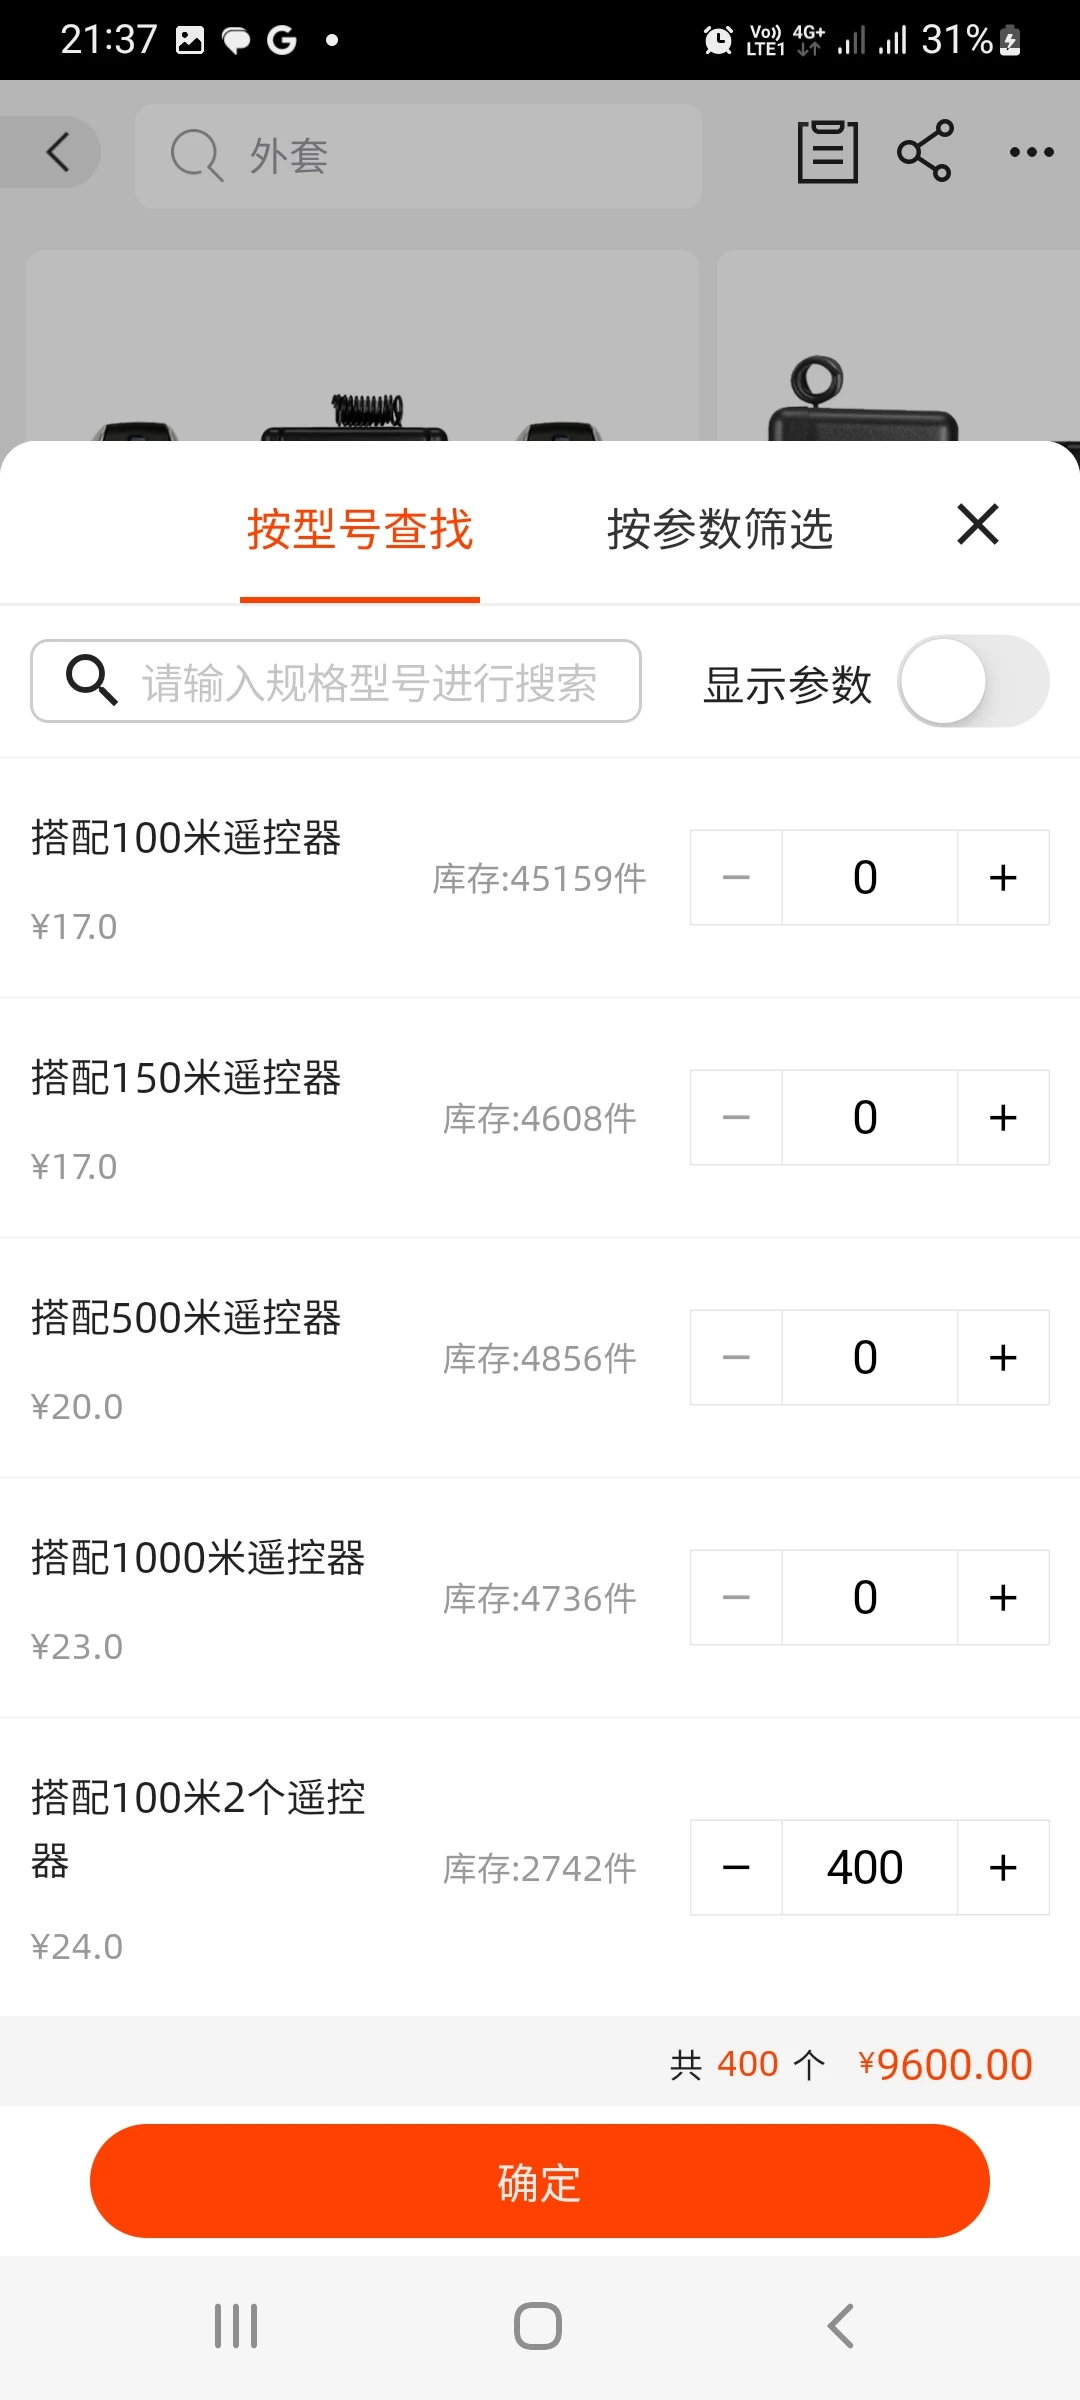 21:37
Vo)) LTE1 4G+ 31%
外套
按型号查找 按参数筛选
请输入规格型号进行搜索 显示参数
搭配100米遥控器
库存:45159件 − 0 +
¥17.0
搭配150米遥控器
库存:4608件 − 0 +
¥17.0
搭配500米遥控器
库存:4856件 − 0 +
¥20.0
搭配1000米遥控器
库存:4736件 − 0 +
¥23.0
搭配100米2个遥控
器
库存:2742件 − 400 +
¥24.0
共 400 个 ¥9600.00
确定